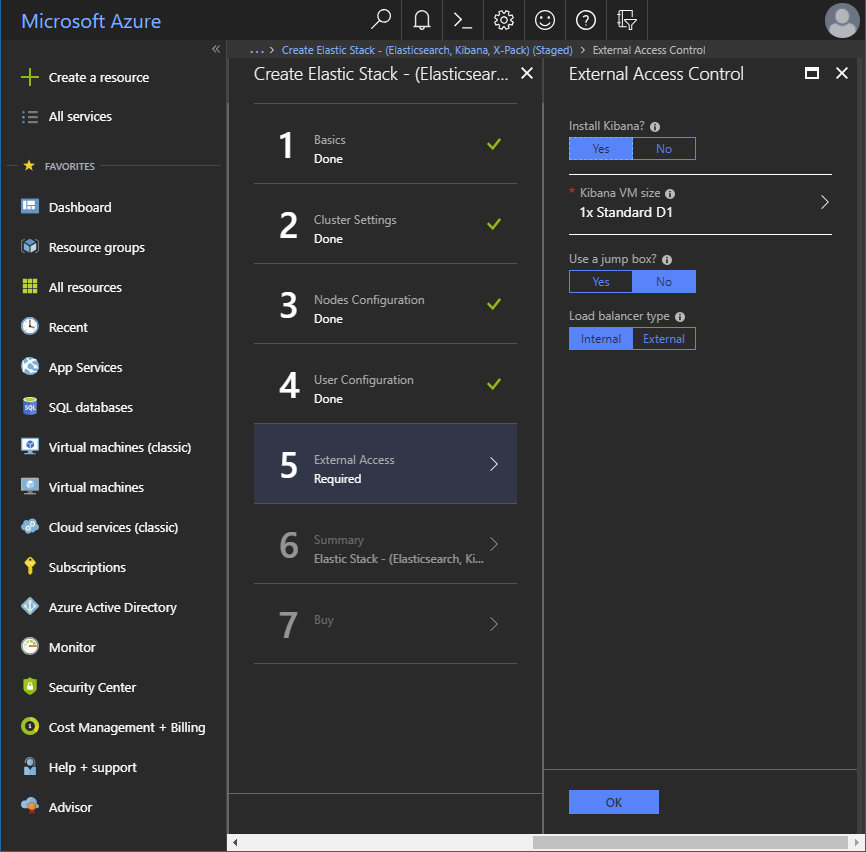 Microsoft Azure
... > Create Elastic Stack - (Elasticsearch, Kibana, X-Pack) (Staged) > External Access Control
Create a resource
All services
FAVORITES
Dashboard
Resource groups
All resources
Recent
App Services
SQL databases
Virtual machines (classic)
Virtual machines
Cloud services (classic)
Subscriptions
Azure Active Directory
Monitor
Security Center
Cost Management + Billing
Help + support
Advisor
Create Elastic Stack - (Elasticsear...
1
Basics
Done
2
Cluster Settings
Done
3
Nodes Configuration
Done
4
User Configuration
Done
5
External Access
Required
6
Summary
Elastic Stack - (Elasticsearch, Ki...
7
Buy
External Access Control
Install Kibana?
Yes No
* Kibana VM size
1x Standard D1
Use a jump box?
Yes No
Load balancer type
Internal External
OK